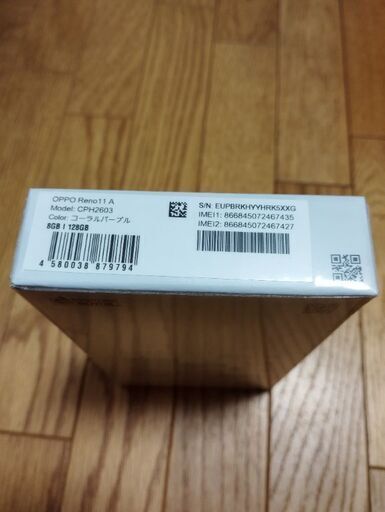 OPPO Reno11 A
Model: CPH2603
Color: コーラルパープル
8GB | 128GB
4 580038 879794
S/N: EUPBRKHYYHRK5XXG
IMEI1: 866845072467435
IMEI2: 866845072467427